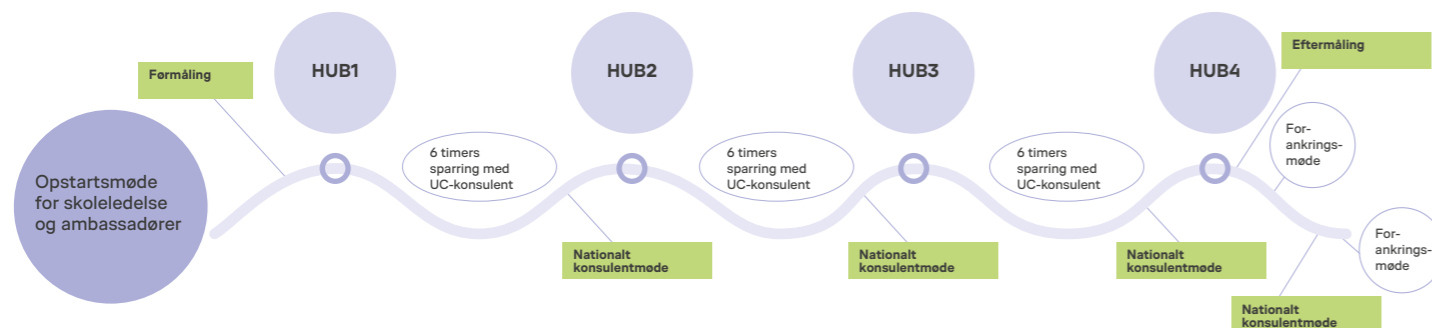 Opstartsmøde
for skoleledelse
og ambassadører
Førmåling
HUB1
6 timers
sparring med
UC-konsulent
Nationalt
konsulentmøde
HUB2
6 timers
sparring med
UC-konsulent
Nationalt
konsulentmøde
HUB3
6 timers
sparring med
UC-konsulent
Nationalt
konsulentmøde
HUB4
Eftermåling
For-
ankrings-
møde
Nationalt
konsulentmøde
For-
ankrings-
møde